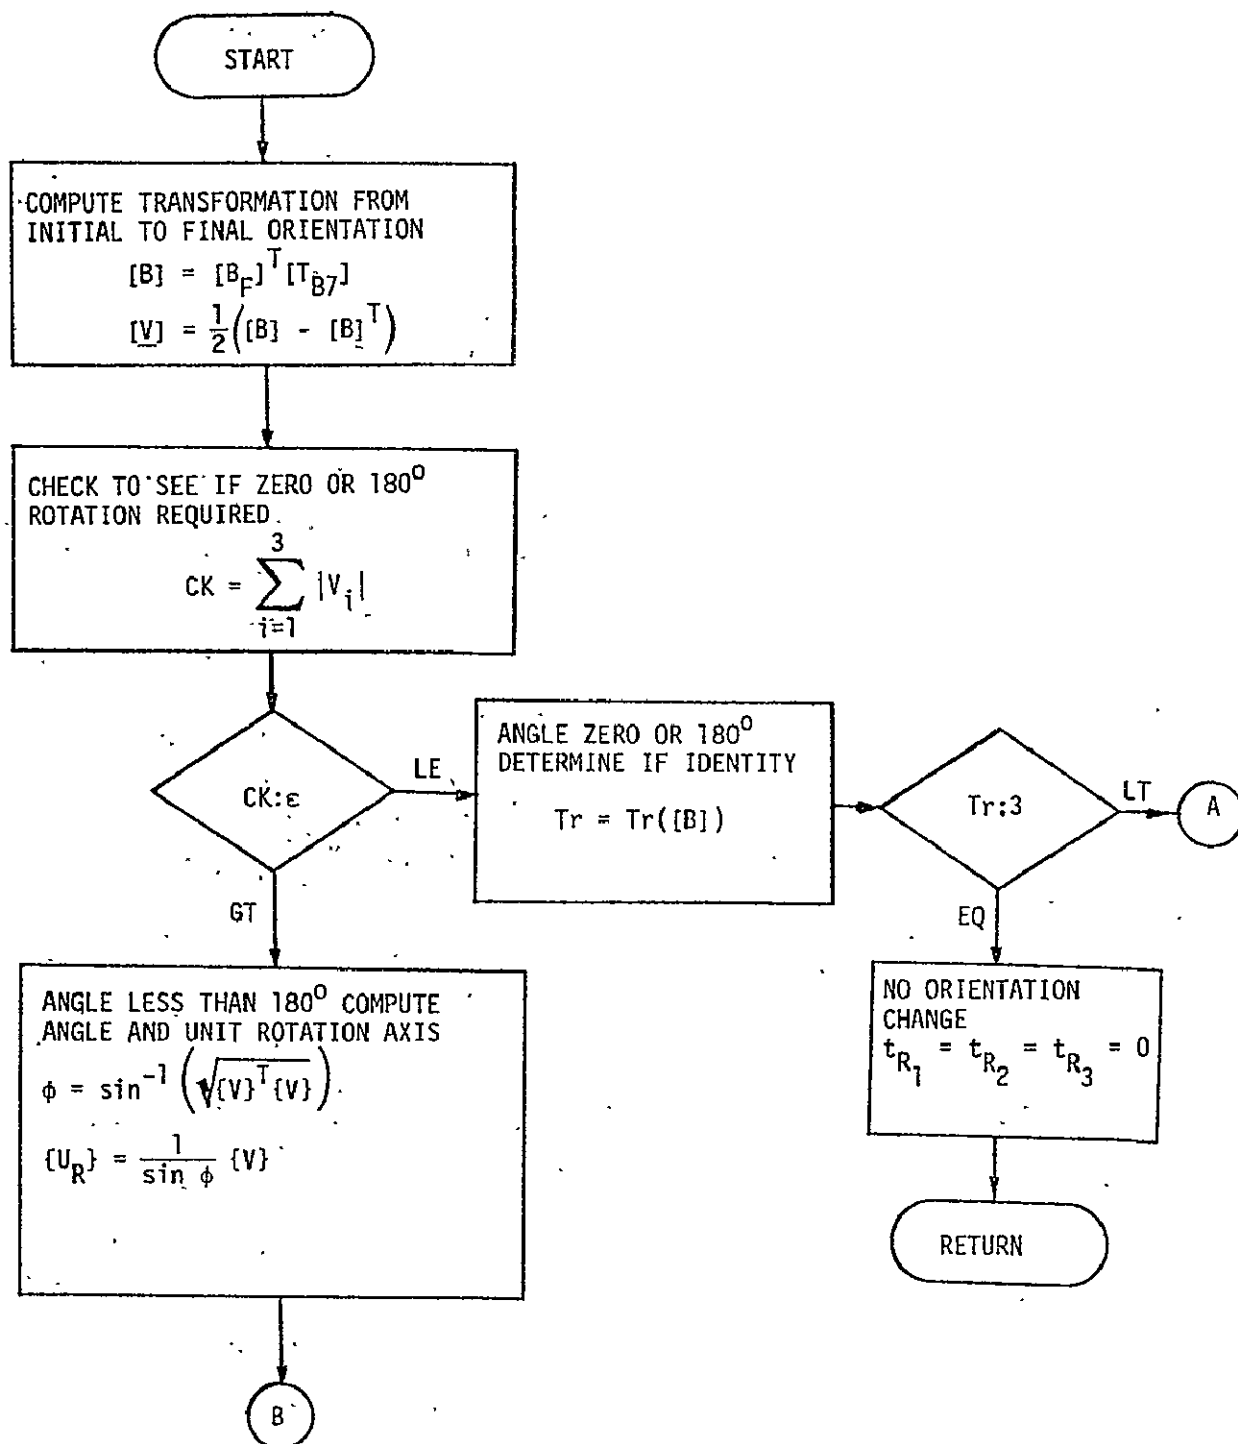 START
COMPUTE TRANSFORMATION FROM
INITIAL TO FINAL ORIENTATION
[B] = [B_F]^T [T_B7]
[V] = 1/2 ([B] - [B]^T)
CHECK TO SEE IF ZERO OR 180°
ROTATION REQUIRED
CK = Σ_{i=1}^{3} |V_i|
CK:ε
LE
GT
ANGLE ZERO OR 180°
DETERMINE IF IDENTITY
Tr = Tr([B])
Tr:3
LT
A
EQ
NO ORIENTATION
CHANGE
t_R1 = t_R2 = t_R3 = 0
RETURN
ANGLE LESS THAN 180° COMPUTE
ANGLE AND UNIT ROTATION AXIS
φ = sin^-1 (√({V}^T {V}))
{U_R} = 1/(sin φ) {V}
B